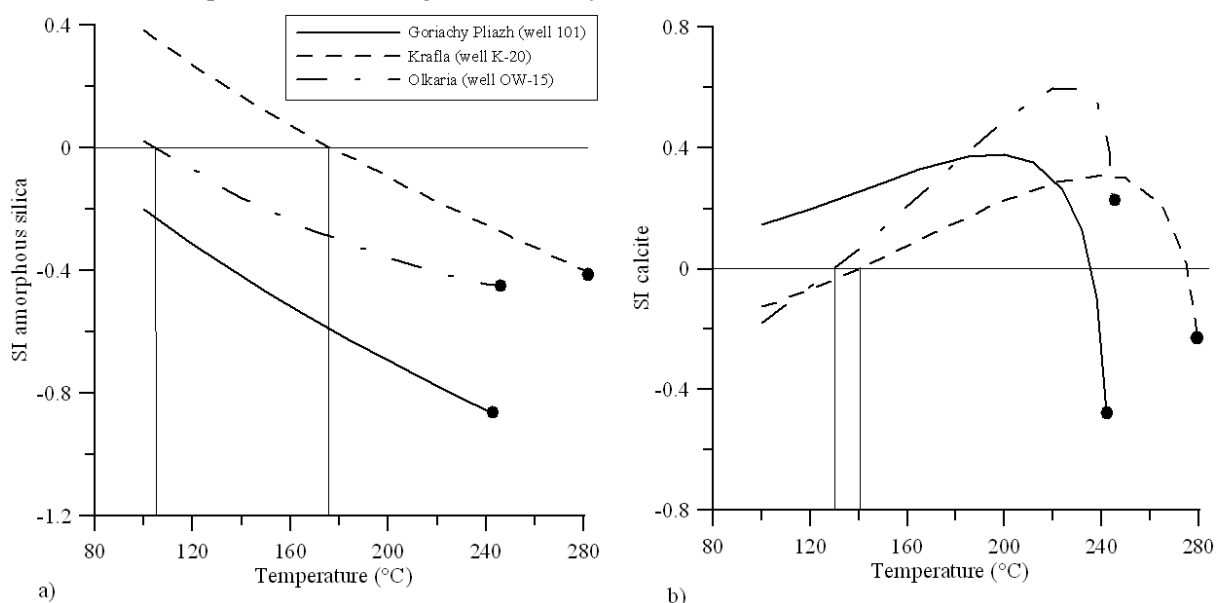 0.4
0
-0.4
-0.8
-1.2
SI amorphous silica
80 120 160 200 240 280
Temperature (°C)
a)
Goriachy Pliazh (well 101)
Krafla (well K-20)
Olkaria (well OW-15)
0.8
0.4
0
-0.4
-0.8
SI calcite
80 120 160 200 240 280
Temperature (°C)
b)